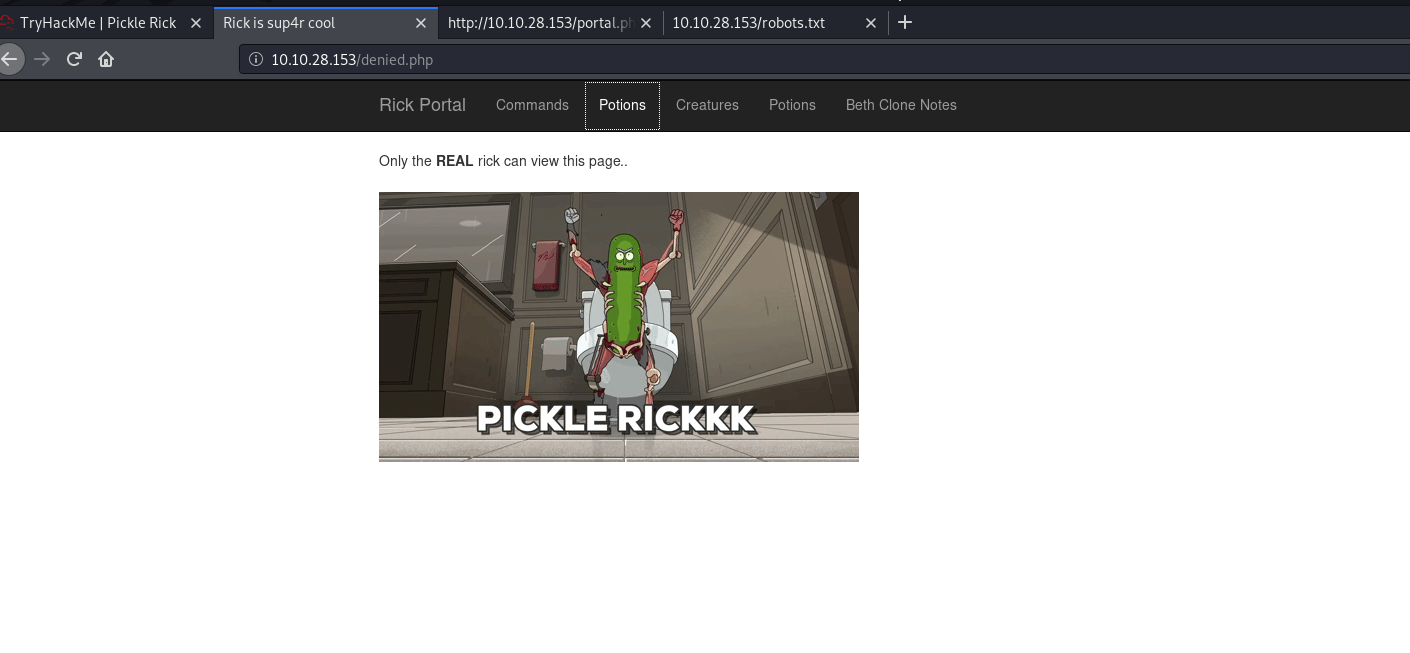 TryHackMe | Pickle Rick
Rick is sup4r cool
http://10.10.28.153/portal.ph
10.10.28.153/robots.txt
10.10.28.153/denied.php
Rick Portal Commands Potions Creatures Potions Beth Clone Notes
Only the REAL rick can view this page..
PICKLE RICKKK